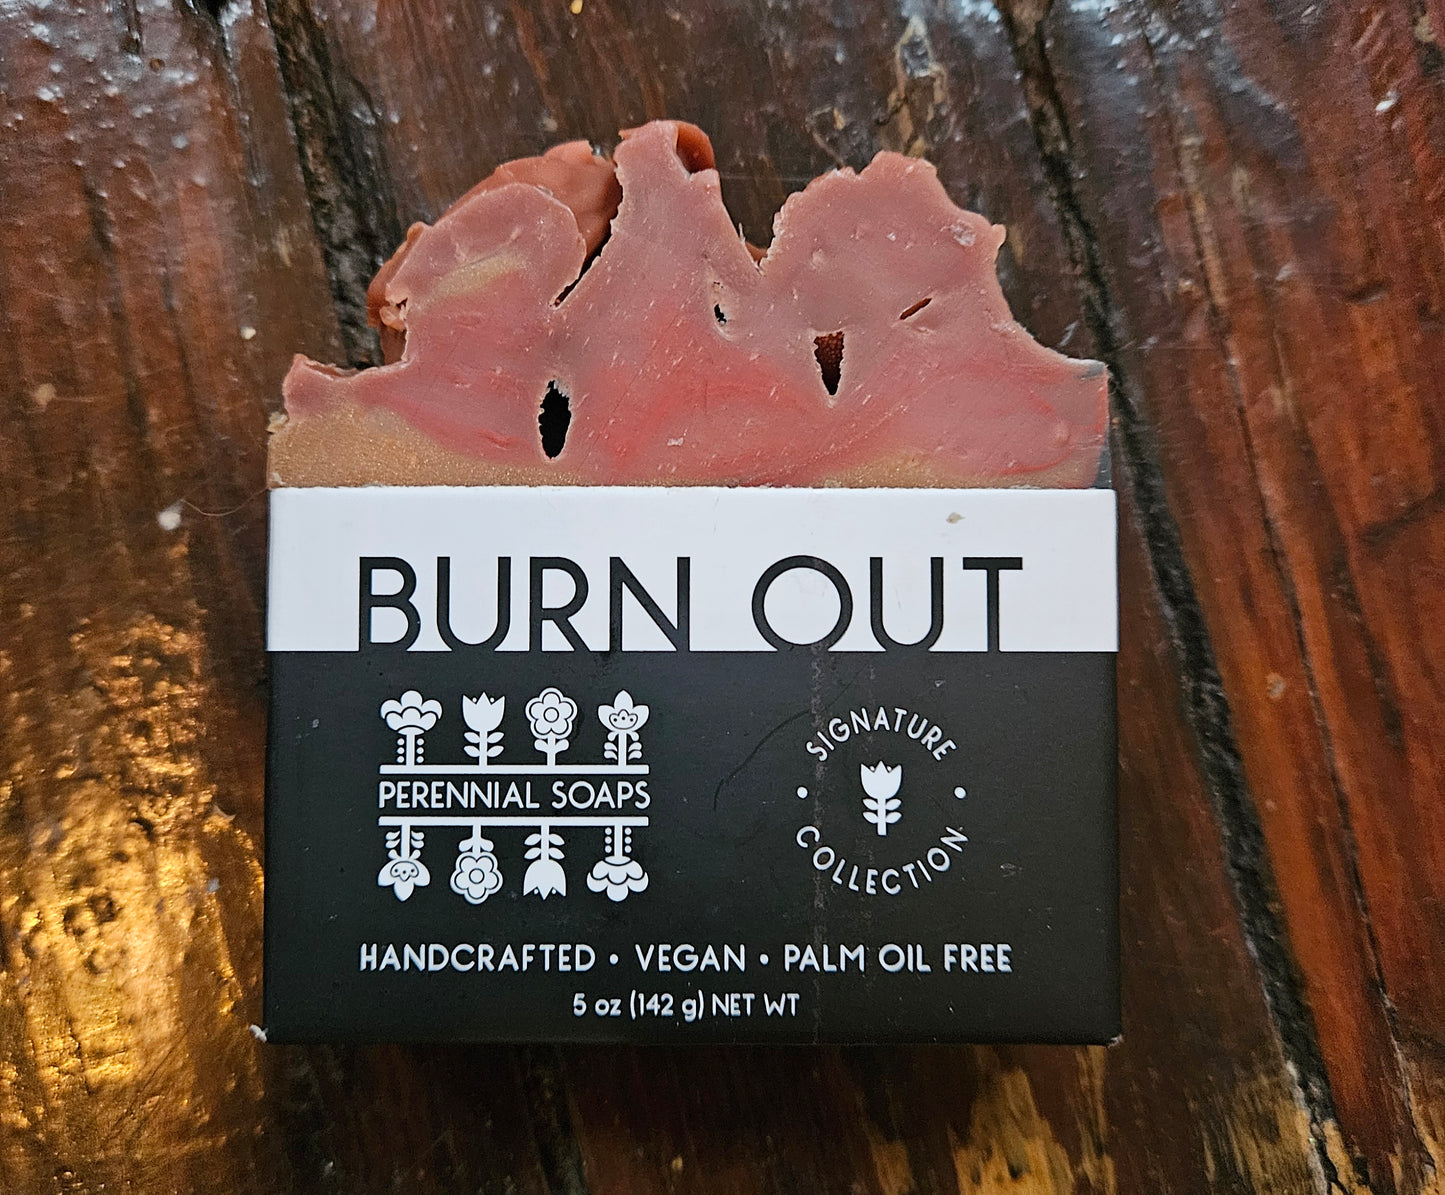 BURN OUT
PERENNIAL SOAPS
SIGNATURE
COLLECTION
HANDCRAFTED • VEGAN • PALM OIL FREE
5 oz (142 g) NET WT